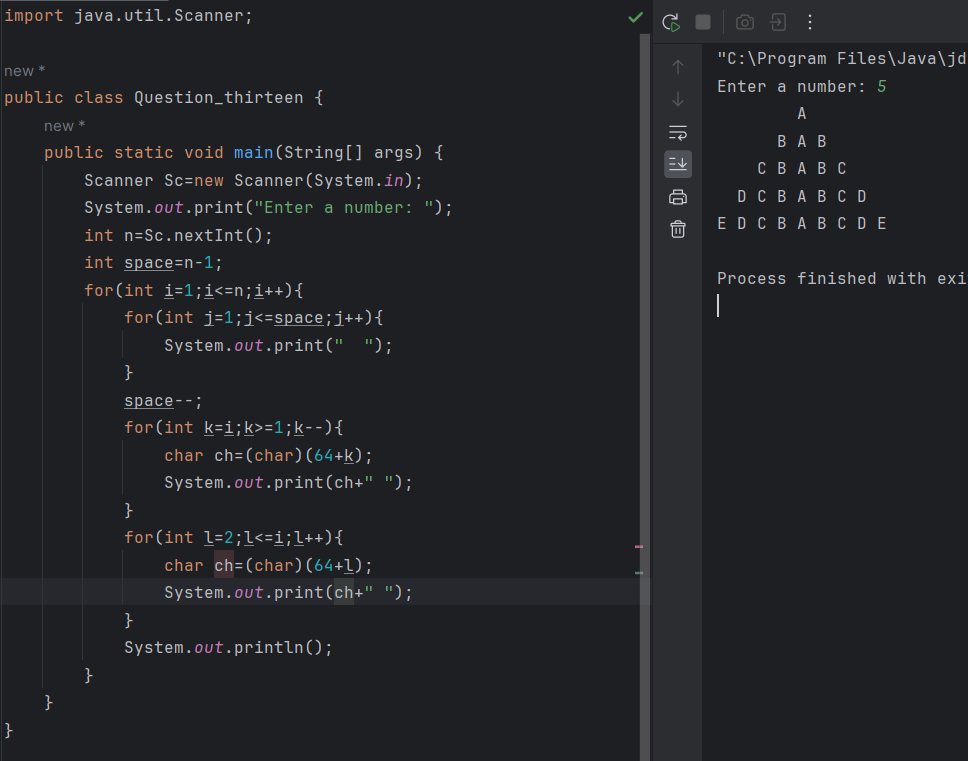 import java.util.Scanner;
new *
public class Question_thirteen {
new *
public static void main(String[] args) {
Scanner Sc=new Scanner(System.in);
System.out.print("Enter a number: ");
int n=Sc.nextInt();
int space=n-1;
for(int i=1;i<=n;i++){
for(int j=1;j<=space;j++){
System.out.print("  ");
}
space--;
for(int k=i;k>=1;k--){
char ch=(char)(64+k);
System.out.print(ch+" ");
}
for(int l=2;l<=i;l++){
char ch=(char)(64+l);
System.out.print(ch+" ");
}
System.out.println();
}
}
}
"C:\Program Files\Java\jd
Enter a number: 5
A
B A B
C B A B C
D C B A B C D
E D C B A B C D E
Process finished with exi